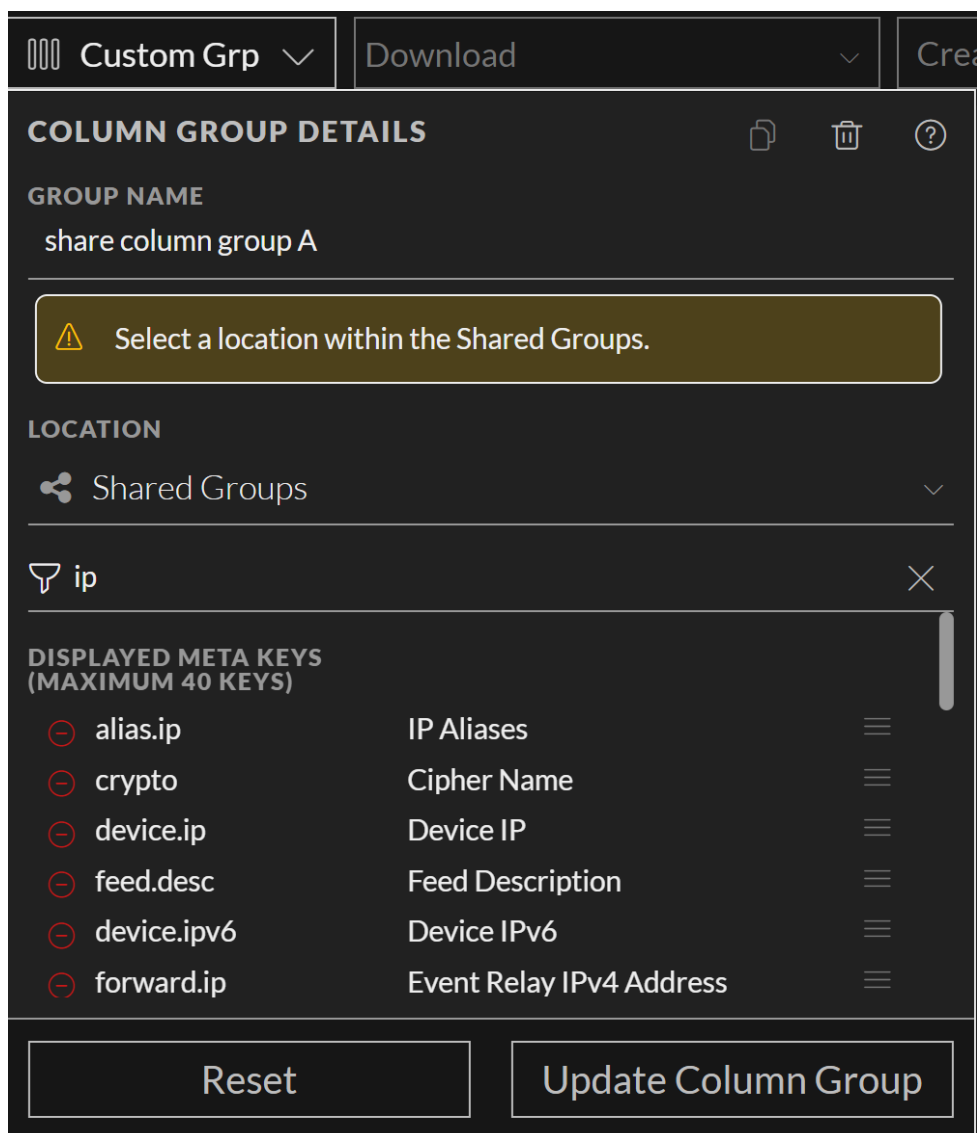 Custom Grp
Download
Crea
COLUMN GROUP DETAILS
GROUP NAME
share column group A
Select a location within the Shared Groups.
LOCATION
Shared Groups
ip
DISPLAYED META KEYS
(MAXIMUM 40 KEYS)
alias.ip IP Aliases
crypto Cipher Name
device.ip Device IP
feed.desc Feed Description
device.ipv6 Device IPv6
forward.ip Event Relay IPv4 Address
Reset
Update Column Group